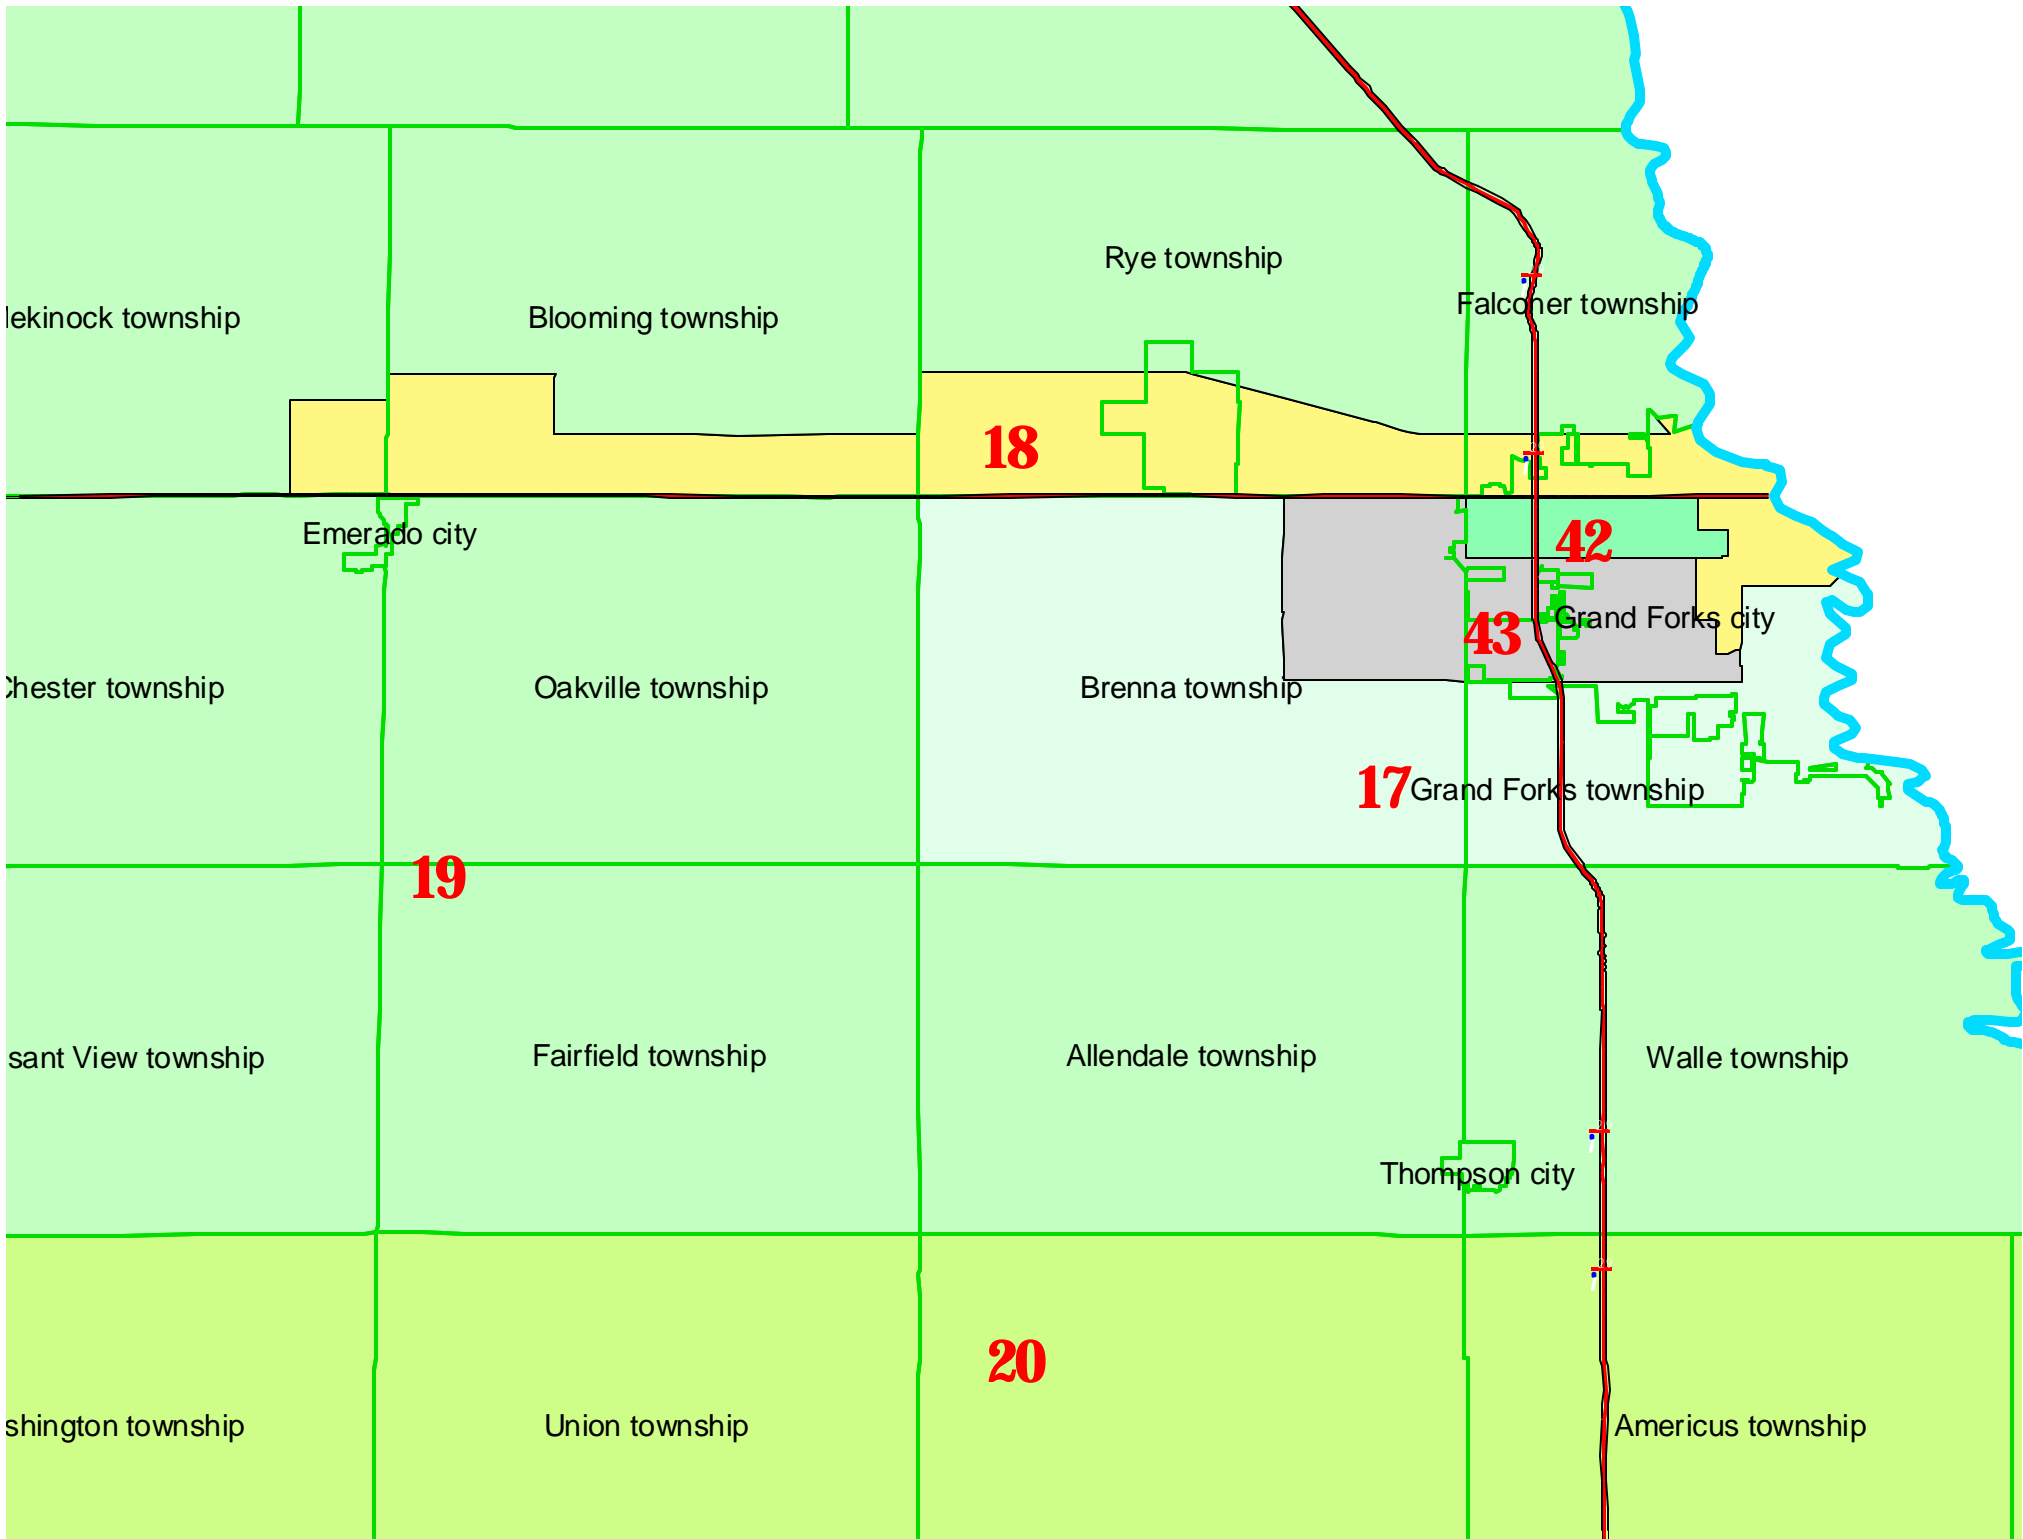 Rye township
Falconer township
lekinock township
Blooming township
18
Emerado city
42
Grand Forks city
43
Chester township
Oakville township
Brenna township
17
Grand Forks township
19
sant View township
Fairfield township
Allendale township
Walle township
Thompson city
20
shington township
Union township
Americus township